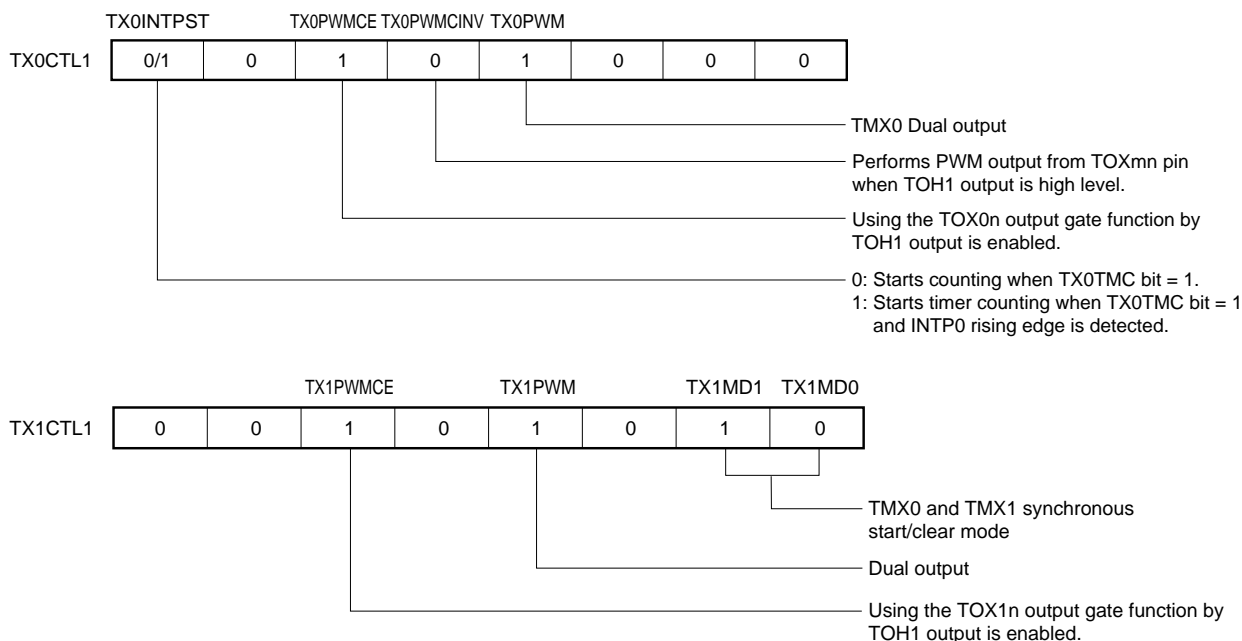 TX0INTPST TX0PWMCE TX0PWMCINV TX0PWM
TX0CTL1 0/1 0 1 0 1 0 0 0
TMX0 Dual output
Performs PWM output from TOXmn pin
when TOH1 output is high level.
Using the TOX0n output gate function by
TOH1 output is enabled.
0: Starts counting when TX0TMC bit = 1.
1: Starts timer counting when TX0TMC bit = 1
and INTP0 rising edge is detected.
TX1PWMCE TX1PWM TX1MD1 TX1MD0
TX1CTL1 0 0 1 0 1 0 1 0
TMX0 and TMX1 synchronous
start/clear mode
Dual output
Using the TOX1n output gate function by
TOH1 output is enabled.